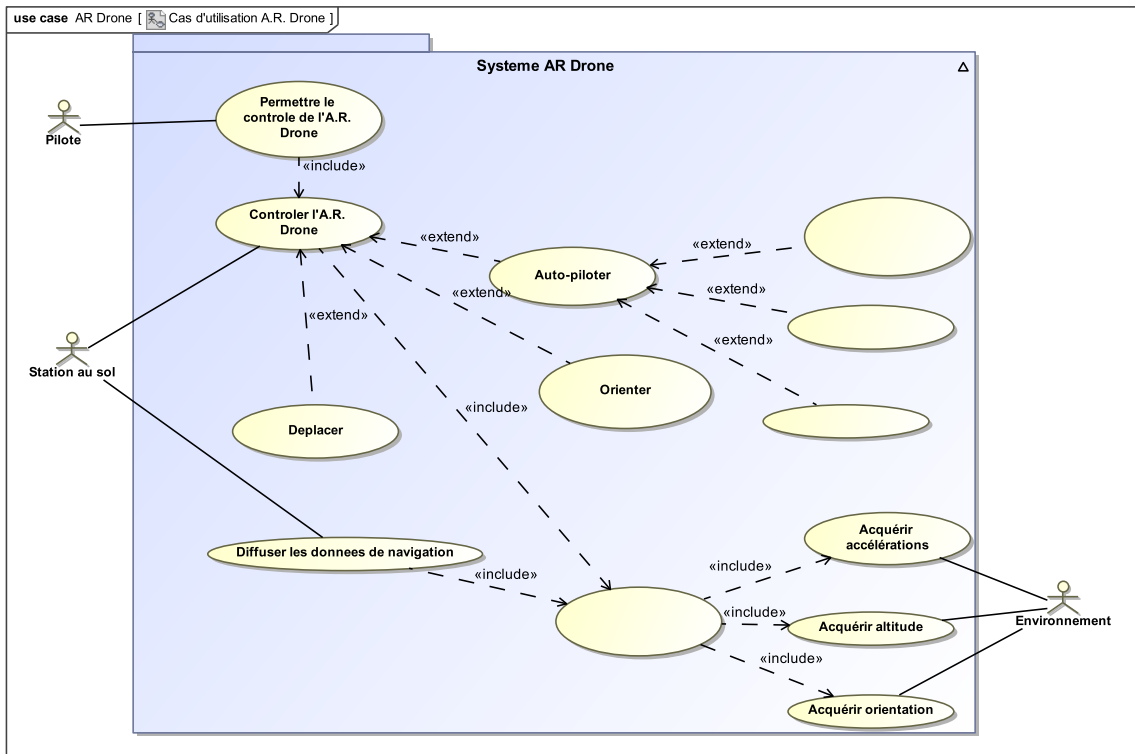 use case AR Drone [ Cas d'utilisation A.R. Drone ]
Systeme AR Drone
Permettre le
controle de l'A.R.
Drone
Pilote
«include»
Controler l'A.R.
Drone
«extend»
«extend»
Auto-piloter
«extend»
«extend»
«extend»
«extend»
Station au sol
Orienter
«include»
Deplacer
Diffuser les donnees de navigation
«include»
Acquérir
accélérations
«include»
«include»
Acquérir altitude
Environnement
«include»
Acquérir orientation